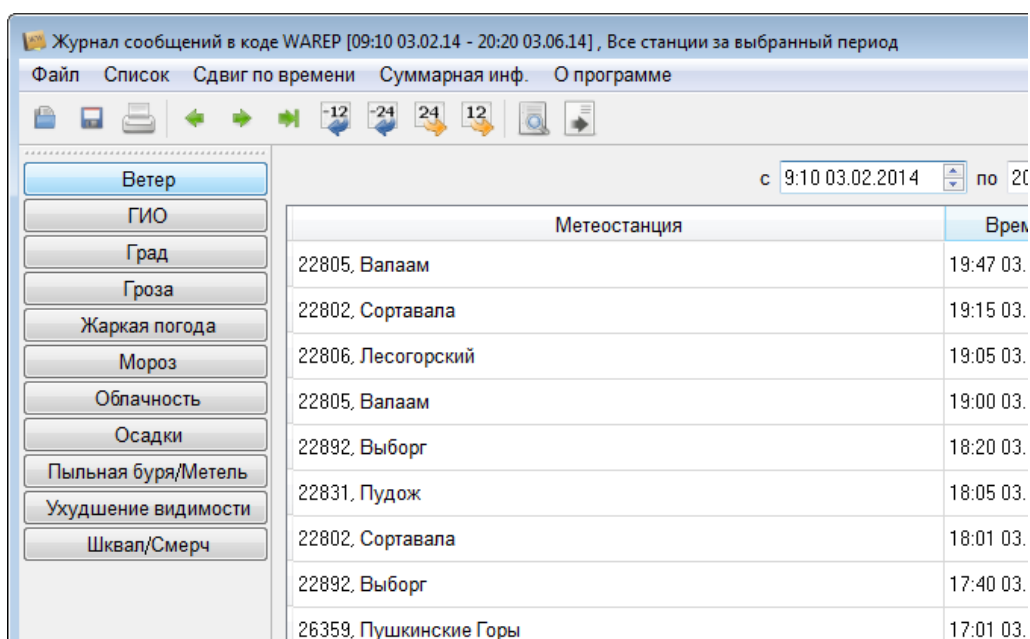 Журнал сообщений в коде WAREP [09:10 03.02.14 - 20:20 03.06.14] , Все станции за выбранный период
Файл Список Сдвиг по времени Суммарная инф. О программе
-12 -24 24 12
с 9:10 03.02.2014 по 20
Ветер
ГИО
Град
Гроза
Жаркая погода
Мороз
Облачность
Осадки
Пыльная буря/Метель
Ухудшение видимости
Шквал/Смерч
Метеостанция Врем
22805, Валаам 19:47 03.
22802, Сортавала 19:15 03.
22806, Лесогорский 19:05 03.
22805, Валаам 19:00 03.
22892, Выборг 18:20 03.
22831, Пудож 18:05 03.
22802, Сортавала 18:01 03.
22892, Выборг 17:40 03.
26359, Пушкинские Горы 17:01 03.